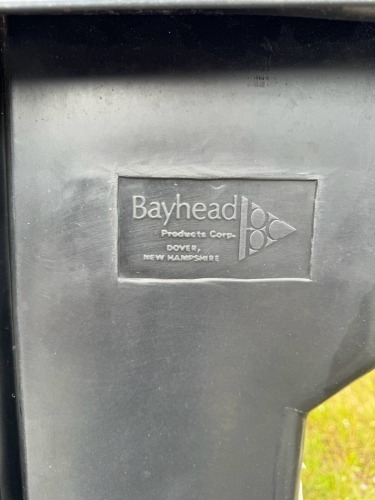 Bayhead
Products Corp.
DOVER,
NEW HAMPSHIRE